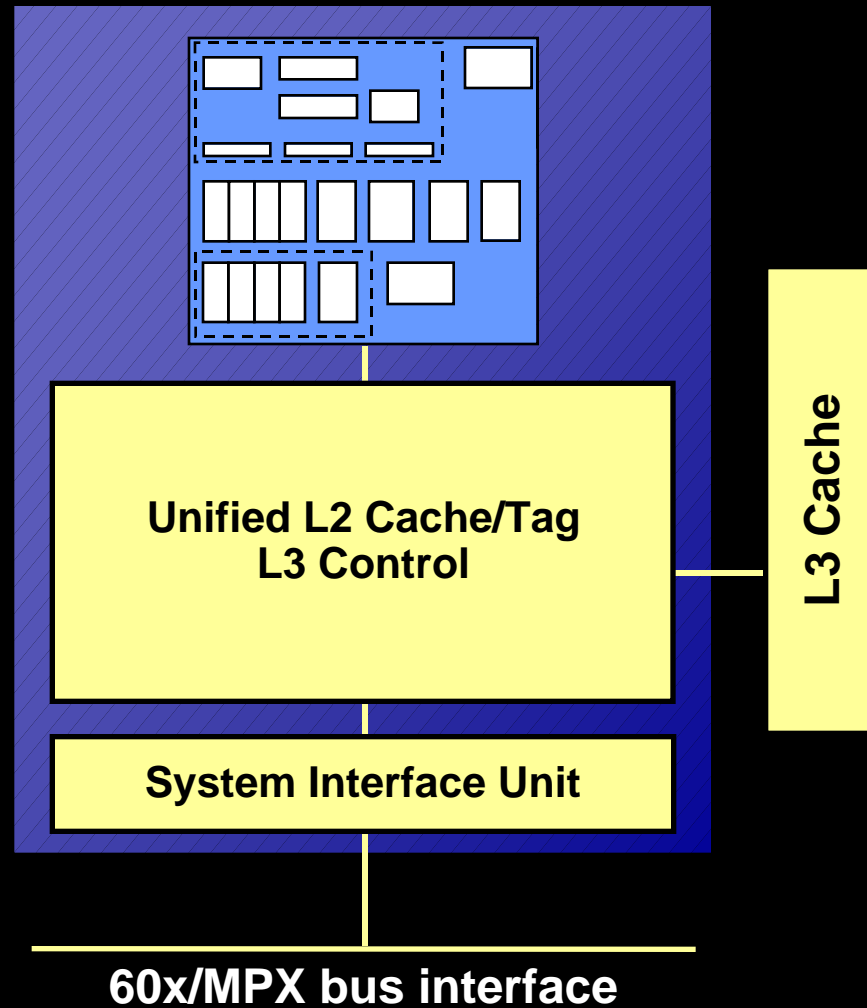 Unified L2 Cache/Tag
L3 Control
L3 Cache
System Interface Unit
60x/MPX bus interface